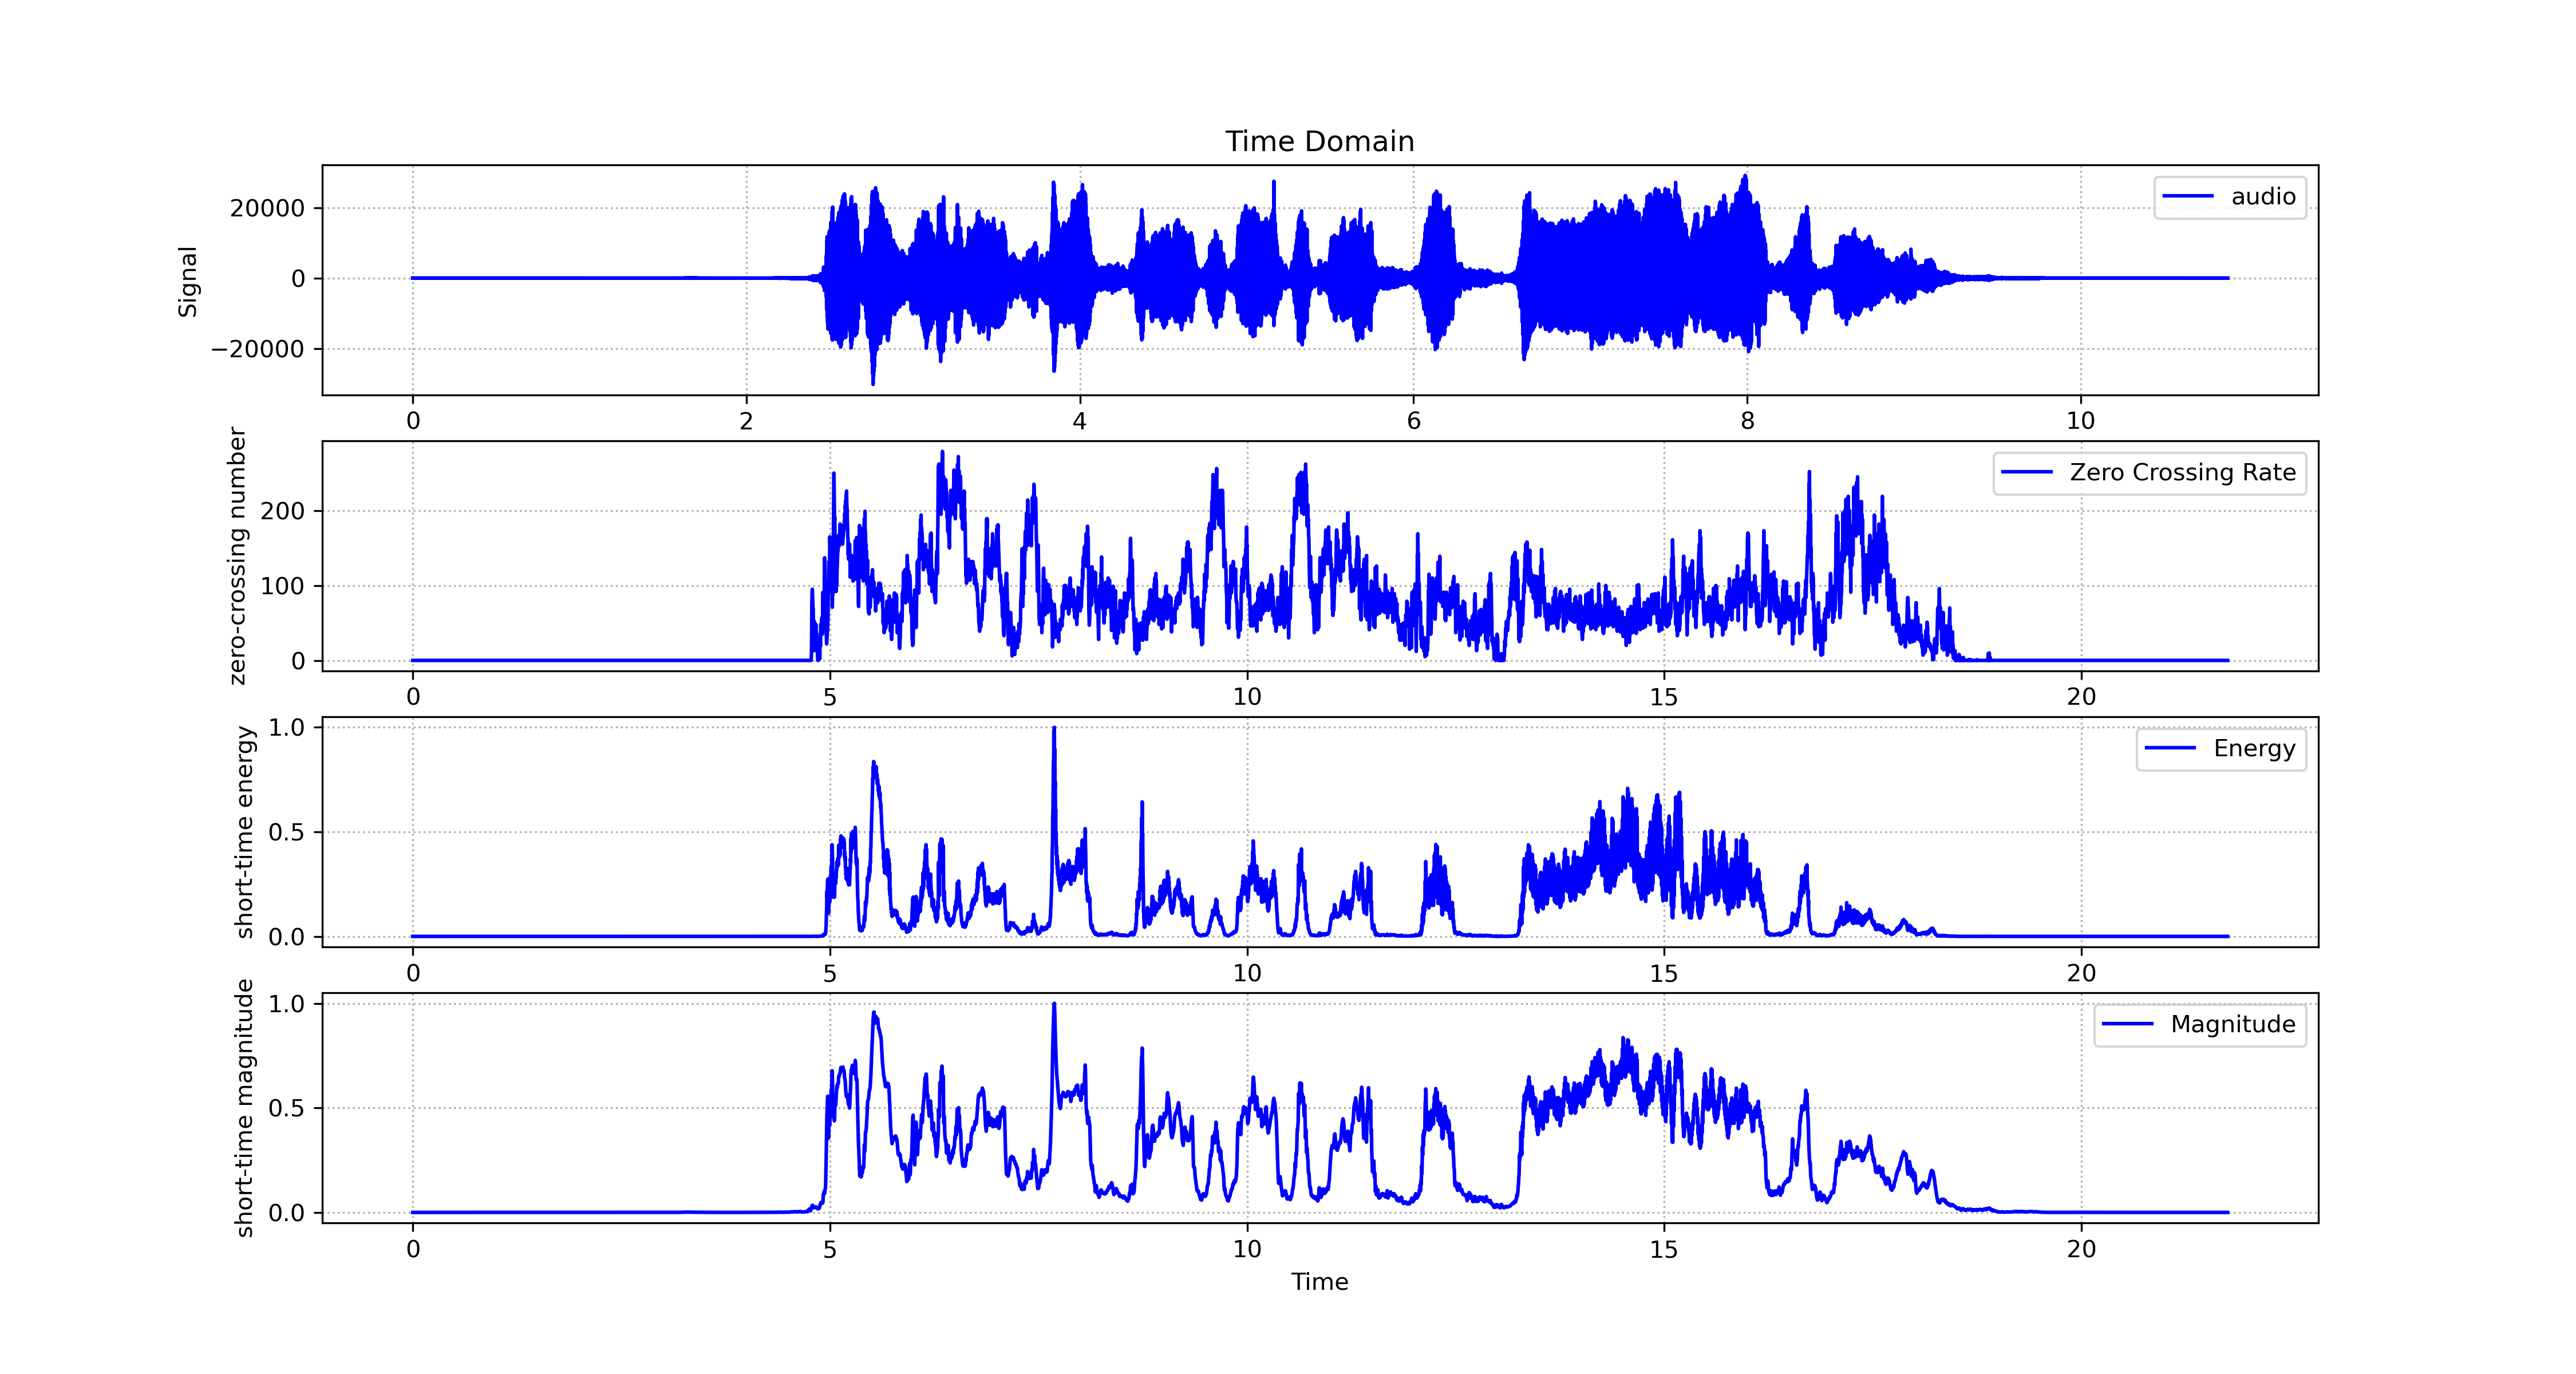 Time Domain
Signal
20000
0
−20000
audio
0 2 4 6 8 10
zero-crossing number
200
100
0
Zero Crossing Rate
0 5 10 15 20
short-time energy
1.0
0.5
0.0
Energy
0 5 10 15 20
short-time magnitude
1.0
0.5
0.0
Magnitude
0 5 10 15 20
Time